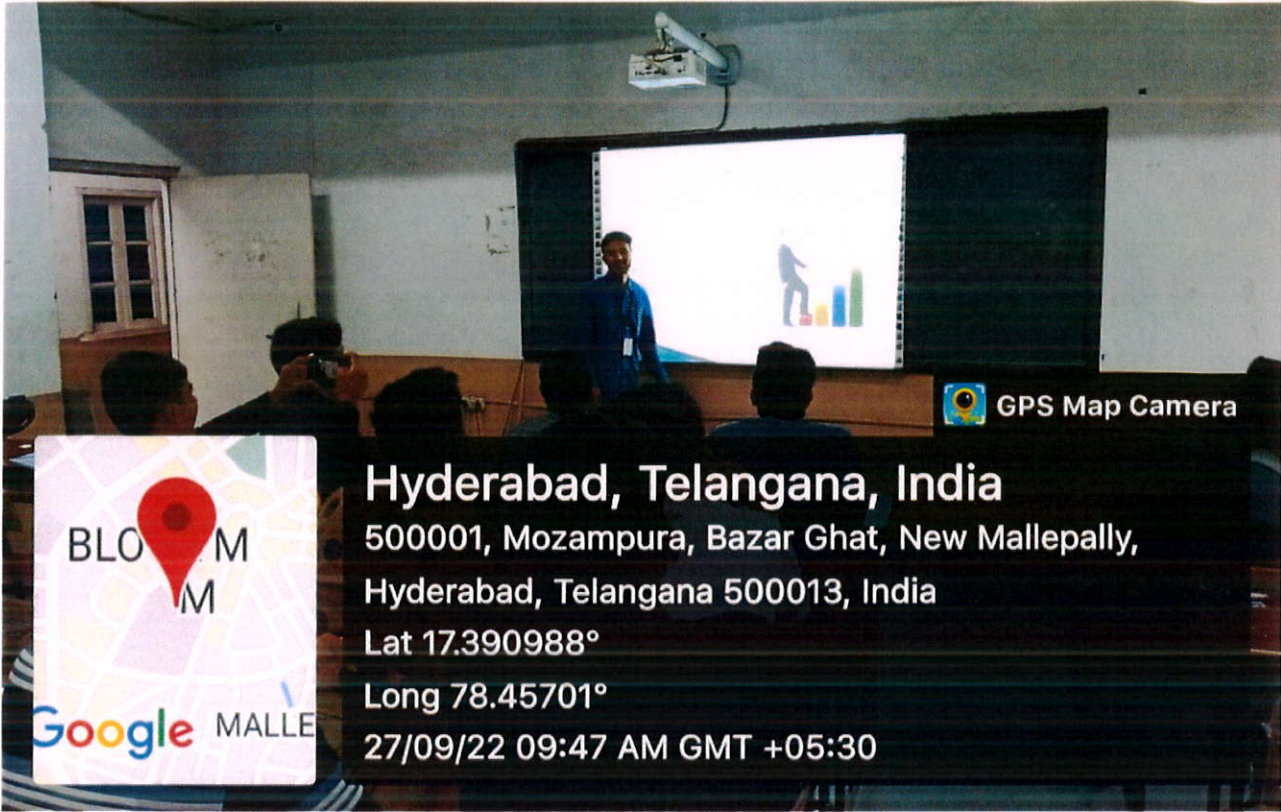 GPS Map Camera
Hyderabad, Telangana, India
500001, Mozampura, Bazar Ghat, New Mallepally,
Hyderabad, Telangana 500013, India
Lat 17.390988°
Long 78.45701°
27/09/22 09:47 AM GMT +05:30
Google
MALLE